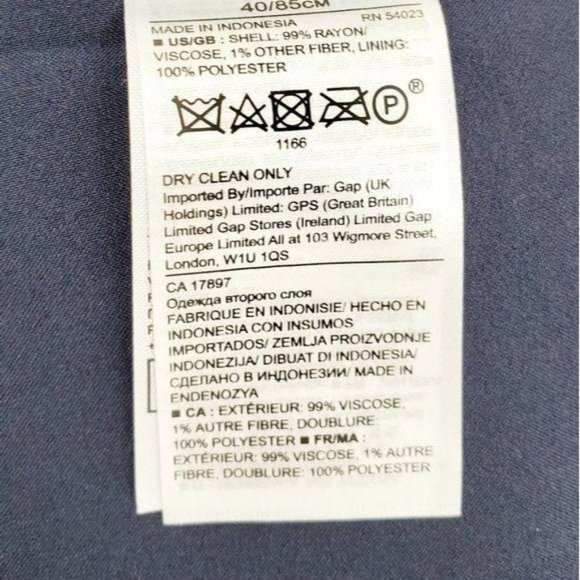 40/85CM
MADE IN INDONESIA RN 54023
■ US/GB : SHELL: 99% RAYON/
VISCOSE, 1% OTHER FIBER, LINING:
100% POLYESTER
P ®
1166
DRY CLEAN ONLY
Imported By/Importe Par: Gap (UK
Holdings) Limited: GPS (Great Britain)
Limited Gap Stores (Ireland) Limited Gap
Europe Limited All at 103 Wigmore Street,
London, W1U 1QS
CA 17897
Одежда второго слоя
FABRIQUE EN INDONISIE/ HECHO EN
INDONESIA CON INSUMOS
IMPORTADOS/ ZEMLJA PROIZVODNJE
INDONEZIJA/ DIBUAT DI INDONESIA/
СДЕЛАНО В ИНДОНЕЗИИ/ MADE IN
ENDENOZYA
■ CA : EXTÉRIEUR: 99% VISCOSE,
1% AUTRE FIBRE, DOUBLURE:
100% POLYESTER ■ FR/MA :
EXTÉRIEUR: 99% VISCOSE, 1% AUTRE
FIBRE, DOUBLURE: 100% POLYESTER